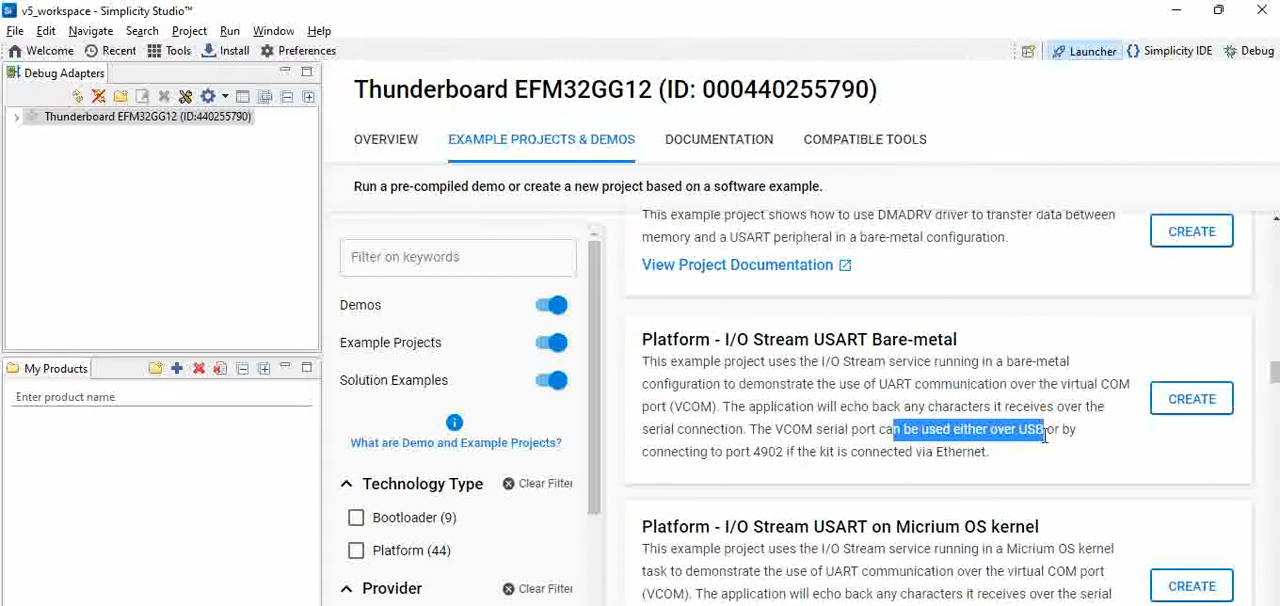 v5_workspace - Simplicity Studio™
File Edit Navigate Search Project Run Window Help
Welcome Recent Tools Install Preferences Launcher Simplicity IDE Debug
Debug Adapters
Thunderboard EFM32GG12 (ID:440255790)
My Products
Enter product name
Thunderboard EFM32GG12 (ID: 000440255790)
OVERVIEW EXAMPLE PROJECTS & DEMOS DOCUMENTATION COMPATIBLE TOOLS
Run a pre-compiled demo or create a new project based on a software example.
Filter on keywords
Demos
Example Projects
Solution Examples
What are Demo and Example Projects?
Technology Type Clear Filter
Bootloader (9)
Platform (44)
Provider Clear Filter
This example project shows how to use DMADRV driver to transfer data between
memory and a USART peripheral in a bare-metal configuration.
View Project Documentation
CREATE
Platform - I/O Stream USART Bare-metal
This example project uses the I/O Stream service running in a bare-metal
configuration to demonstrate the use of UART communication over the virtual COM
port (VCOM). The application will echo back any characters it receives over the
serial connection. The VCOM serial port can be used either over USB or by
connecting to port 4902 if the kit is connected via Ethernet.
CREATE
Platform - I/O Stream USART on Micrium OS kernel
This example project uses the I/O Stream service running in a Micrium OS kernel
task to demonstrate the use of UART communication over the virtual COM port
(VCOM). The application will echo back any characters it receives over the serial
CREATE